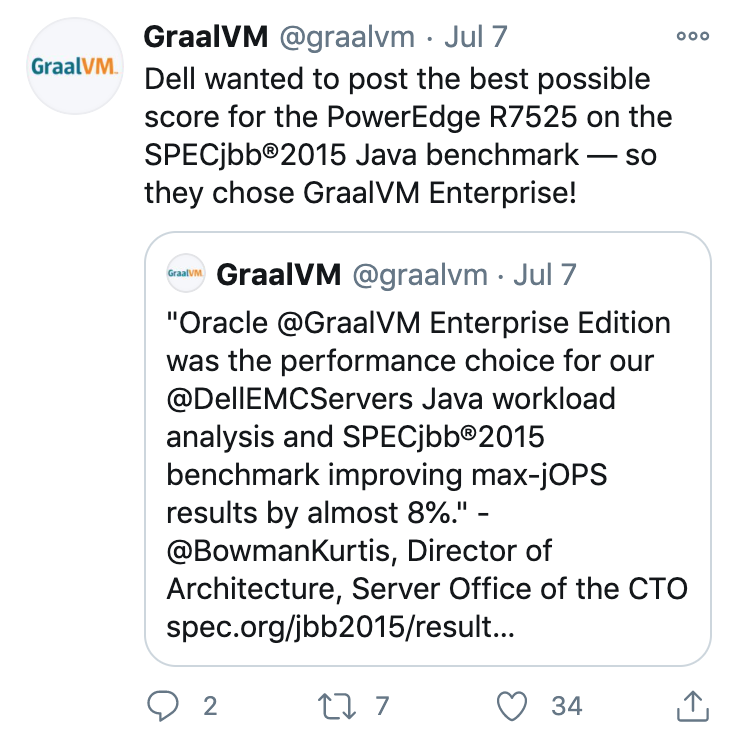 GraalVM @graalvm · Jul 7
GraalVM.
Dell wanted to post the best possible
score for the PowerEdge R7525 on the
SPECjbb®2015 Java benchmark — so
they chose GraalVM Enterprise!
GraalVM. GraalVM @graalvm · Jul 7
"Oracle @GraalVM Enterprise Edition
was the performance choice for our
@DellEMCServers Java workload
analysis and SPECjbb®2015
benchmark improving max-jOPS
results by almost 8%." -
@BowmanKurtis, Director of
Architecture, Server Office of the CTO
spec.org/jbb2015/result...
2 7 34